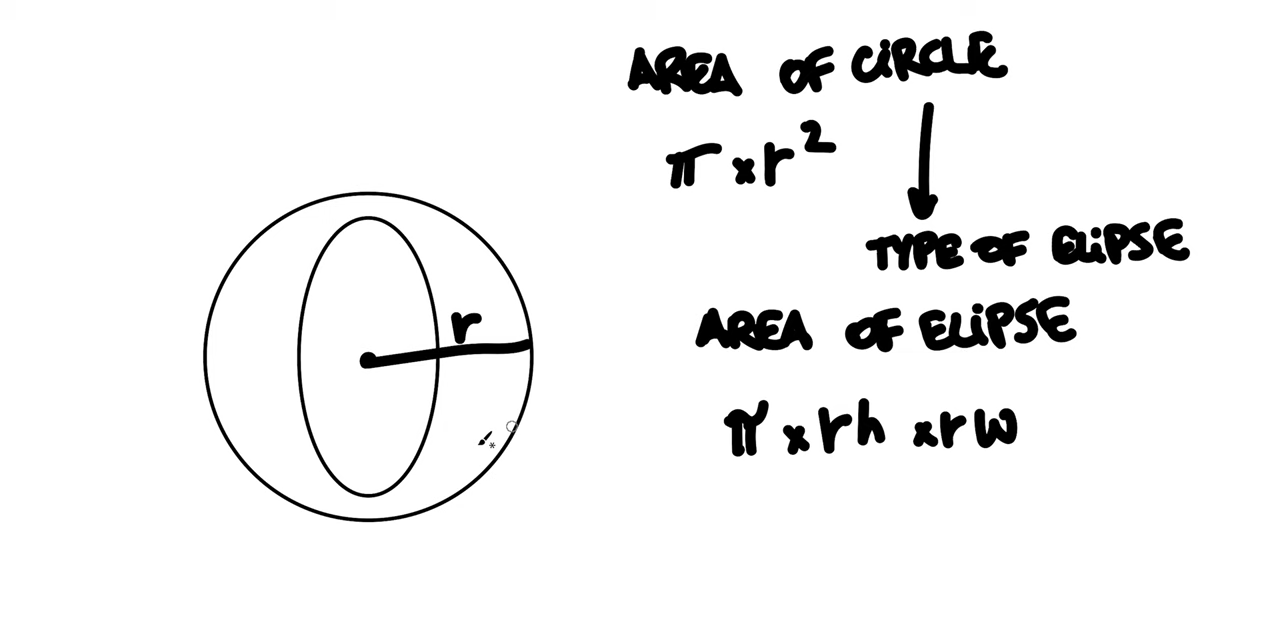 AREA OF CIRCLE
π × r²
TYPE OF ELIPSE
r
AREA OF ELIPSE
π × rh × rw